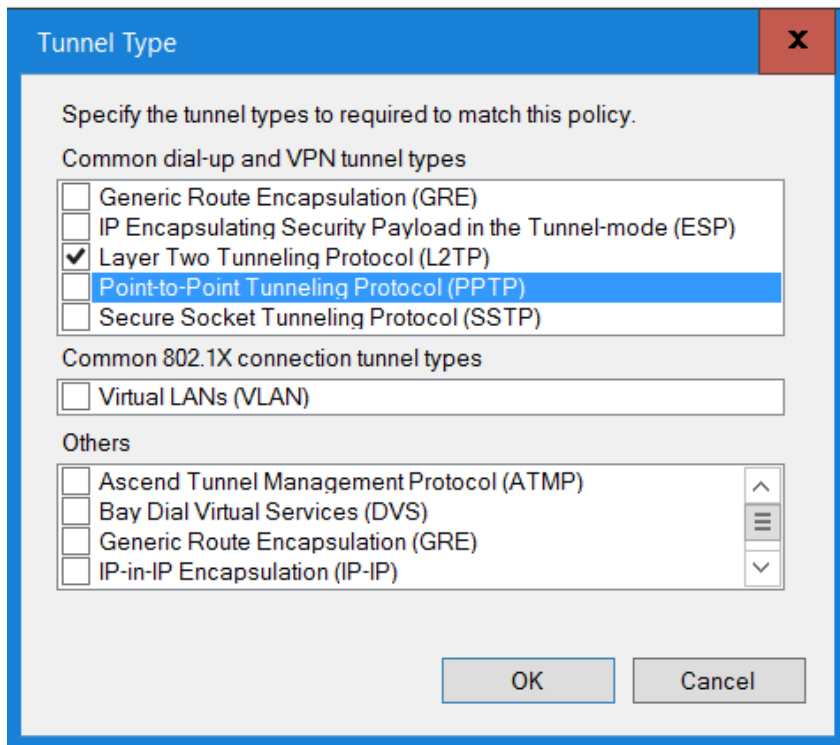 Tunnel Type
x
Specify the tunnel types to required to match this policy.
Common dial-up and VPN tunnel types
Generic Route Encapsulation (GRE)
IP Encapsulating Security Payload in the Tunnel-mode (ESP)
Layer Two Tunneling Protocol (L2TP)
Point-to-Point Tunneling Protocol (PPTP)
Secure Socket Tunneling Protocol (SSTP)
Common 802.1X connection tunnel types
Virtual LANs (VLAN)
Others
Ascend Tunnel Management Protocol (ATMP)
Bay Dial Virtual Services (DVS)
Generic Route Encapsulation (GRE)
IP-in-IP Encapsulation (IP-IP)
OK Cancel